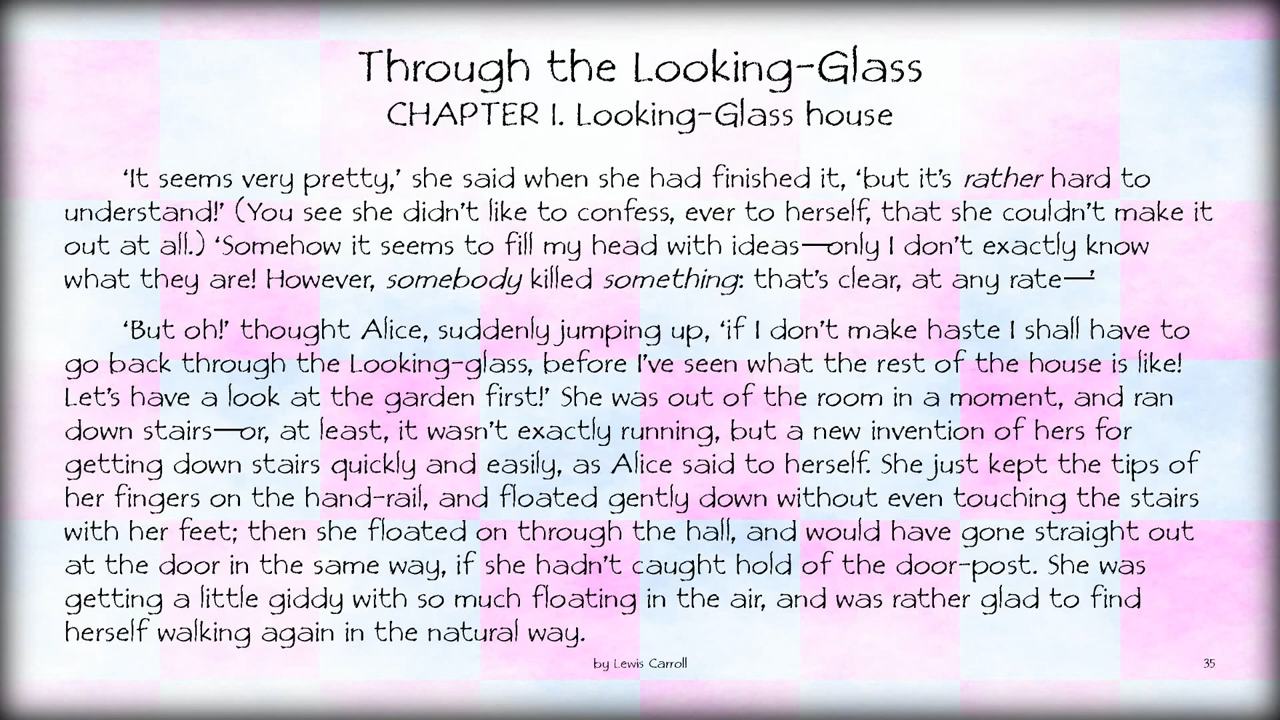 Through the Looking-Glass
CHAPTER I. Looking-Glass house
‘It seems very pretty,’ she said when she had finished it, ‘but it’s rather hard to
understand!’ (You see she didn’t like to confess, ever to herself, that she couldn’t make it
out at all.) ‘Somehow it seems to fill my head with ideas—only I don’t exactly know
what they are! However, somebody killed something: that’s clear, at any rate—’
‘But oh!’ thought Alice, suddenly jumping up, ‘if I don’t make haste I shall have to
go back through the Looking-glass, before I’ve seen what the rest of the house is like!
Let’s have a look at the garden first!’ She was out of the room in a moment, and ran
down stairs—or, at least, it wasn’t exactly running, but a new invention of hers for
getting down stairs quickly and easily, as Alice said to herself. She just kept the tips of
her fingers on the hand-rail, and floated gently down without even touching the stairs
with her feet; then she floated on through the hall, and would have gone straight out
at the door in the same way, if she hadn’t caught hold of the door-post. She was
getting a little giddy with so much floating in the air, and was rather glad to find
herself walking again in the natural way.
by Lewis Carroll
35